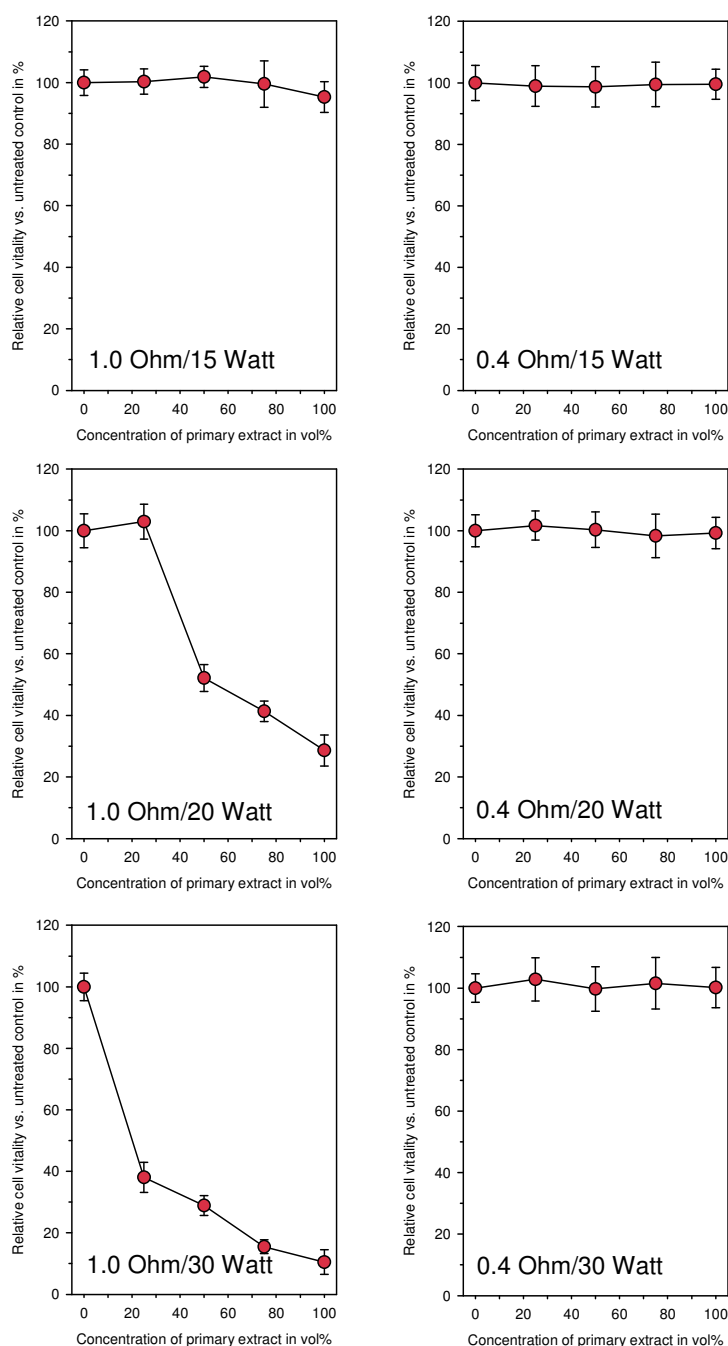 Relative cell vitality vs. untreated control in %
120
100
80
60
40
20
0
1.0 Ohm/15 Watt
0 20 40 60 80 100
Concentration of primary extract in vol%
Relative cell vitality vs. untreated control in %
120
100
80
60
40
20
0
0.4 Ohm/15 Watt
0 20 40 60 80 100
Concentration of primary extract in vol%
Relative cell vitality vs. untreated control in %
120
100
80
60
40
20
0
1.0 Ohm/20 Watt
0 20 40 60 80 100
Concentration of primary extract in vol%
Relative cell vitality vs. untreated control in %
120
100
80
60
40
20
0
0.4 Ohm/20 Watt
0 20 40 60 80 100
Concentration of primary extract in vol%
Relative cell vitality vs. untreated control in %
120
100
80
60
40
20
0
1.0 Ohm/30 Watt
0 20 40 60 80 100
Concentration of primary extract in vol%
Relative cell vitality vs. untreated control in %
120
100
80
60
40
20
0
0.4 Ohm/30 Watt
0 20 40 60 80 100
Concentration of primary extract in vol%